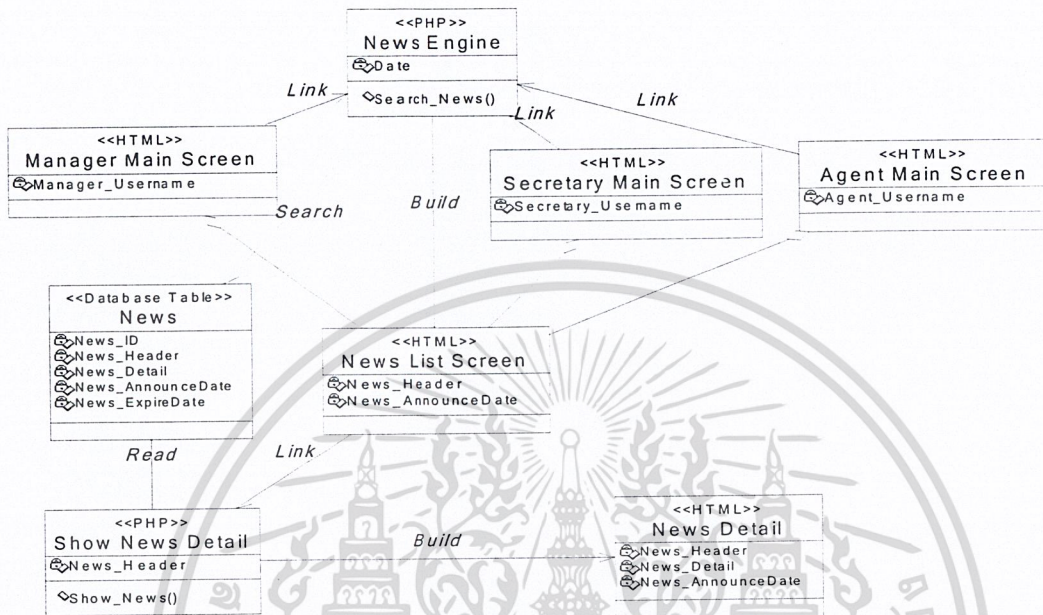 <<PHP>>
News Engine
Date
Search_News()
Link
Link
Link
<<HTML>>
Manager Main Screen
Manager_Username
<<HTML>>
Secretary Main Screen
Secretary_Username
<<HTML>>
Agent Main Screen
Agent_Username
Search
Build
<<Database Table>>
News
News_ID
News_Header
News_Detail
News_AnnounceDate
News_ExpireDate
<<HTML>>
News List Screen
News_Header
News_AnnounceDate
Read
Link
<<PHP>>
Show News Detail
News_Header
Show_News()
Build
<<HTML>>
News Detail
News_Header
News_Detail
News_AnnounceDate